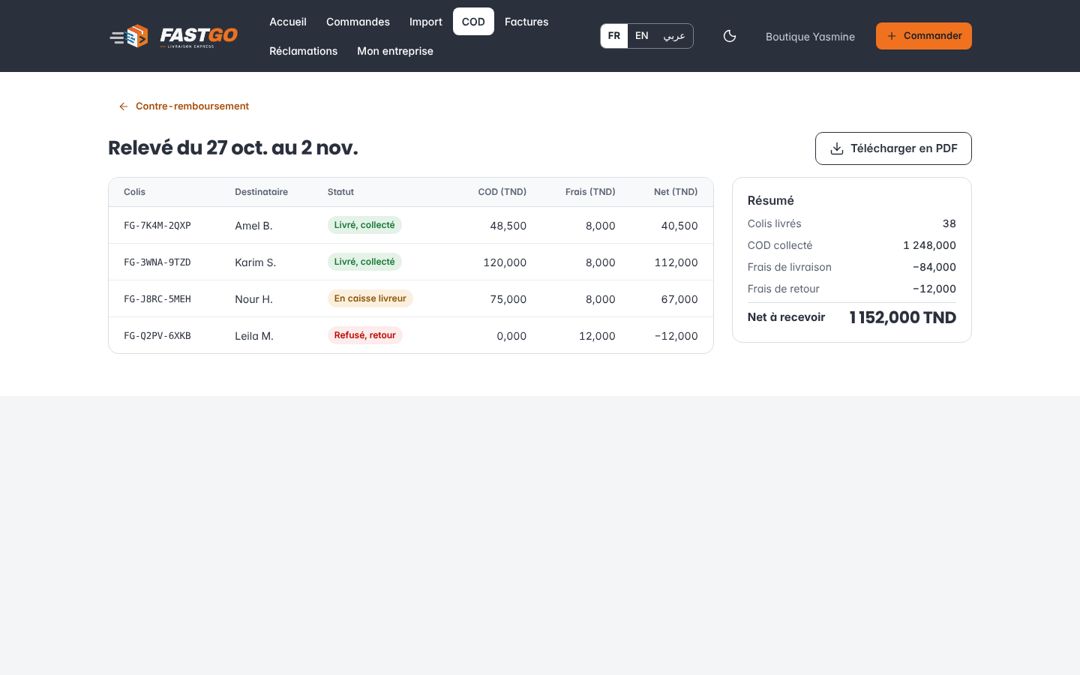 FASTGO
LIVRAISON EXPRESS
Accueil Commandes Import COD Factures
Réclamations Mon entreprise
FR EN عربي
Boutique Yasmine
Commander
Contre-remboursement
Relevé du 27 oct. au 2 nov.
Télécharger en PDF
Colis Destinataire Statut COD (TND) Frais (TND) Net (TND)
FG-7K4M-2QXP Amel B. Livré, collecté 48,500 8,000 40,500
FG-3WNA-9TZD Karim S. Livré, collecté 120,000 8,000 112,000
FG-J8RC-5MEH Nour H. En caisse livreur 75,000 8,000 67,000
FG-Q2PV-6XKB Leila M. Refusé, retour 0,000 12,000 −12,000
Résumé
Colis livrés 38
COD collecté 1 248,000
Frais de livraison −84,000
Frais de retour −12,000
Net à recevoir 1 152,000 TND